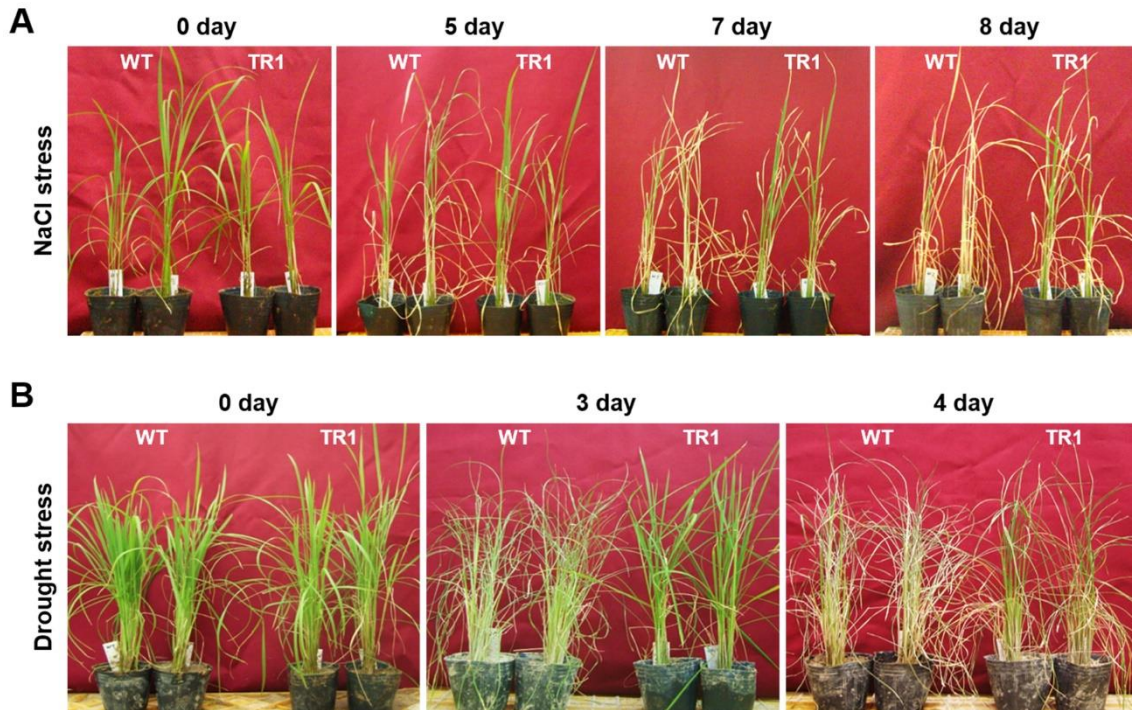 A
0 day
5 day
7 day
8 day
NaCl stress
WT
TR1
WT
TR1
WT
TR1
WT
TR1
B
0 day
3 day
4 day
Drought stress
WT
TR1
WT
TR1
WT
TR1